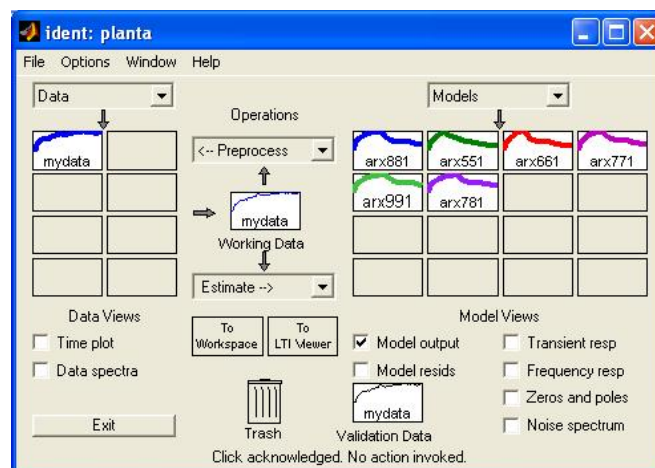 ident: planta
File Options Window Help
Data
Models
Operations
<-- Preprocess
mydata
arx881 arx551 arx661 arx771
arx991 arx781
mydata
Working Data
Estimate -->
Data Views
Model Views
Time plot
Data spectra
To Workspace
To LTI Viewer
Model output
Transient resp
Model resids
Frequency resp
Zeros and poles
Noise spectrum
mydata
Exit
Trash
Validation Data
Click acknowledged. No action invoked.